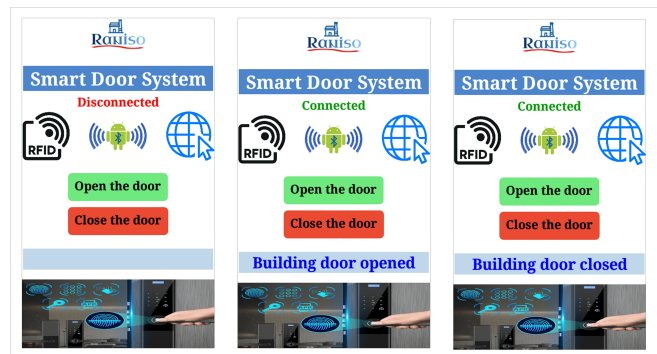 Raniso
Smart Door System
Disconnected
RFID
Open the door
Close the door
Raniso
Smart Door System
Connected
RFID
Open the door
Close the door
Building door opened
Raniso
Smart Door System
Connected
RFID
Open the door
Close the door
Building door closed